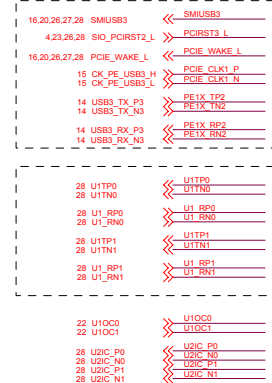 16,20,26,27,28 SMIUSB3 SMIUSB3
4,23,26,28 SIO_PCIRST2_L PCIRST3_L
16,20,26,27,28 PCIE_WAKE_L PCIE_WAKE_L
15 CK_PE_USB3_H PCIE_CLK1_P
15 CK_PE_USB3_L PCIE_CLK1_N
14 USB3_TX_P3 PE1X_TP2
14 USB3_TX_N3 PE1X_TN2
14 USB3_RX_P3 PE1X_RP2
14 USB3_RX_N3 PE1X_RN2
28 U1TP0 U1TP0
28 U1TN0 U1TN0
28 U1_RP0 U1_RP0
28 U1_RN0 U1_RN0
28 U1TP1 U1TP1
28 U1TN1 U1TN1
28 U1_RP1 U1_RP1
28 U1_RN1 U1_RN1
22 U1OC0 U1OC0
22 U1OC1 U1OC1
28 U2IC_P0 U2IC_P0
28 U2IC_N0 U2IC_N0
28 U2IC_P1 U2IC_P1
28 U2IC_N1 U2IC_N1